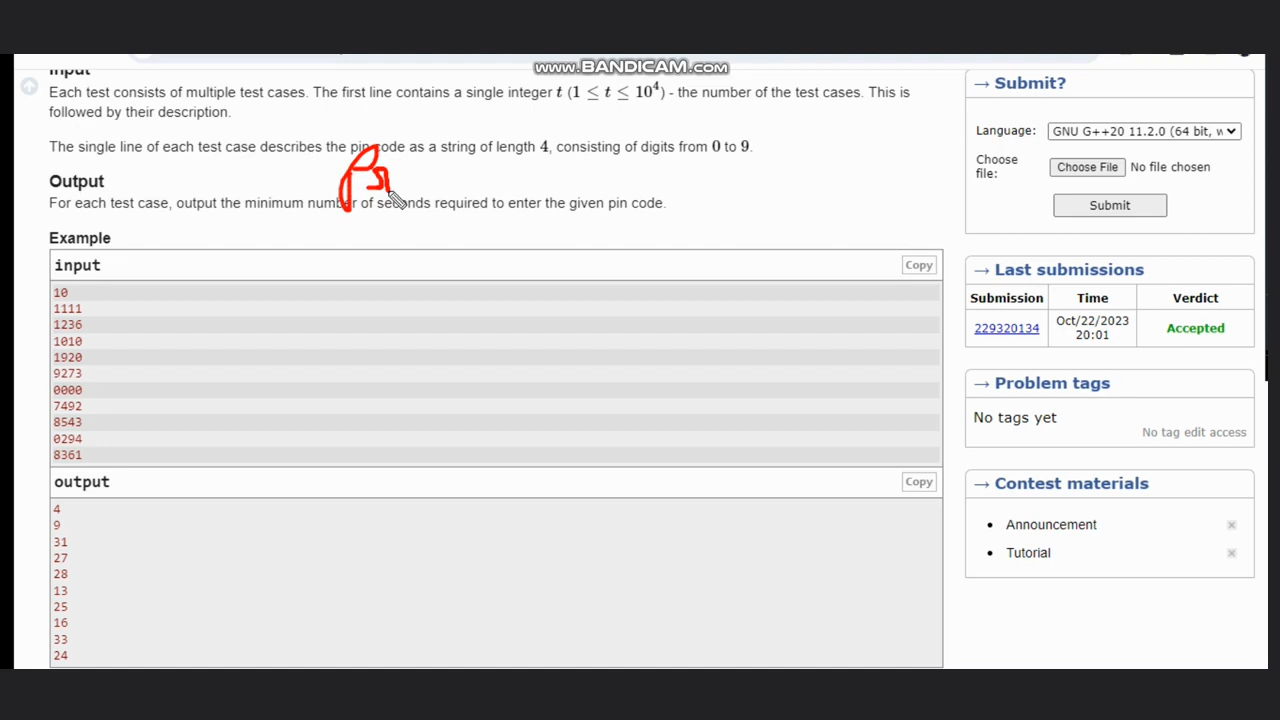 www.BANDICAM.com
Input
Each test consists of multiple test cases. The first line contains a single integer t (1 ≤ t ≤ 10⁴) - the number of the test cases. This is
followed by their description.
The single line of each test case describes the pin code as a string of length 4, consisting of digits from 0 to 9.
Output
For each test case, output the minimum number of seconds required to enter the given pin code.
Example
input
Copy
10
1111
1236
1010
1920
9273
0000
7492
8543
0294
8361
output
Copy
4
9
31
27
28
13
25
16
33
24
→ Submit?
Language: GNU G++20 11.2.0 (64 bit, w
Choose file: Choose File No file chosen
Submit
→ Last submissions
Submission Time Verdict
229320134 Oct/22/2023 20:01 Accepted
→ Problem tags
No tags yet
No tag edit access
→ Contest materials
• Announcement ×
• Tutorial ×